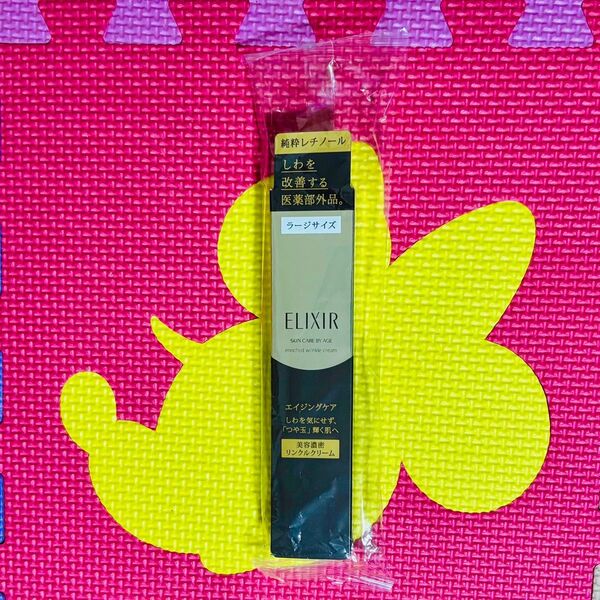 純粋レチノール
しわを
改善する
医薬部外品。
ラージサイズ
ELIXIR
SKIN CARE BY AGE
enriched wrinkle cream
エイジングケア
しわを気にせず、
「つや玉」輝く肌へ
美容濃密
リンクルクリーム